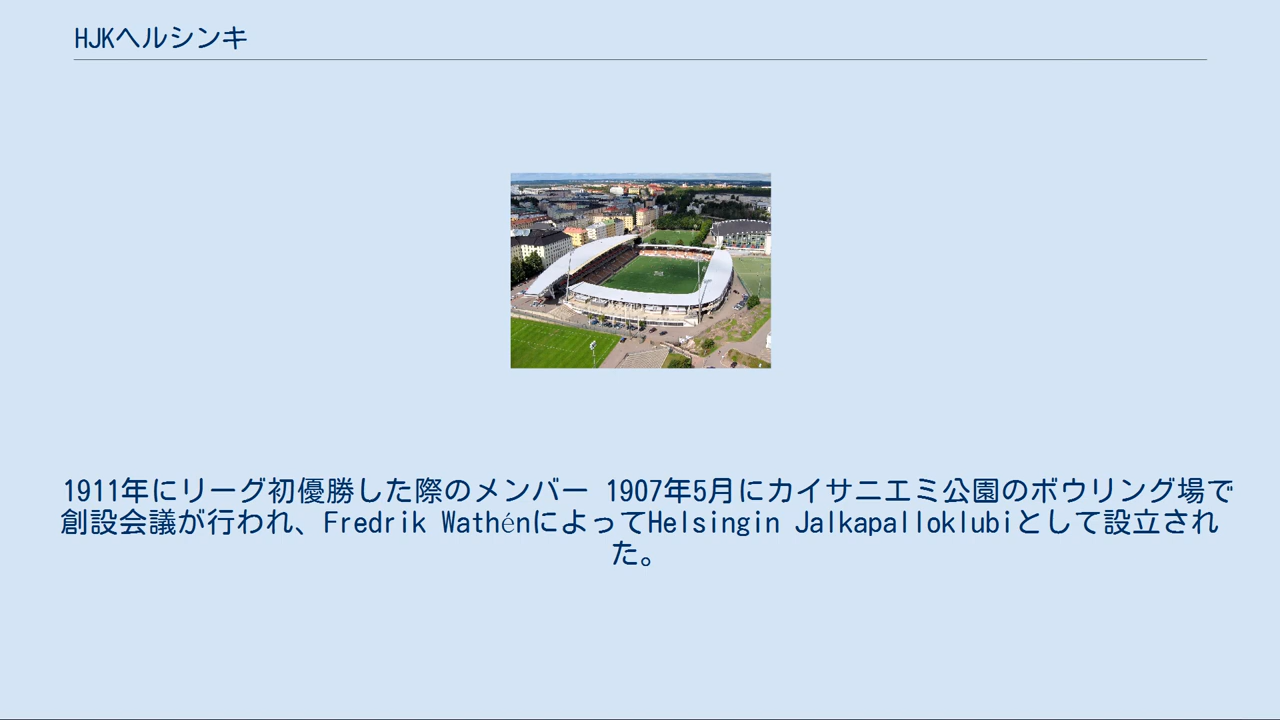 HJKヘルシンキ
1911年にリーグ初優勝した際のメンバー 1907年5月にカイサニエミ公園のボウリング場で
創設会議が行われ、Fredrik WathénによってHelsingin Jalkapalloklubiとして設立され
た。